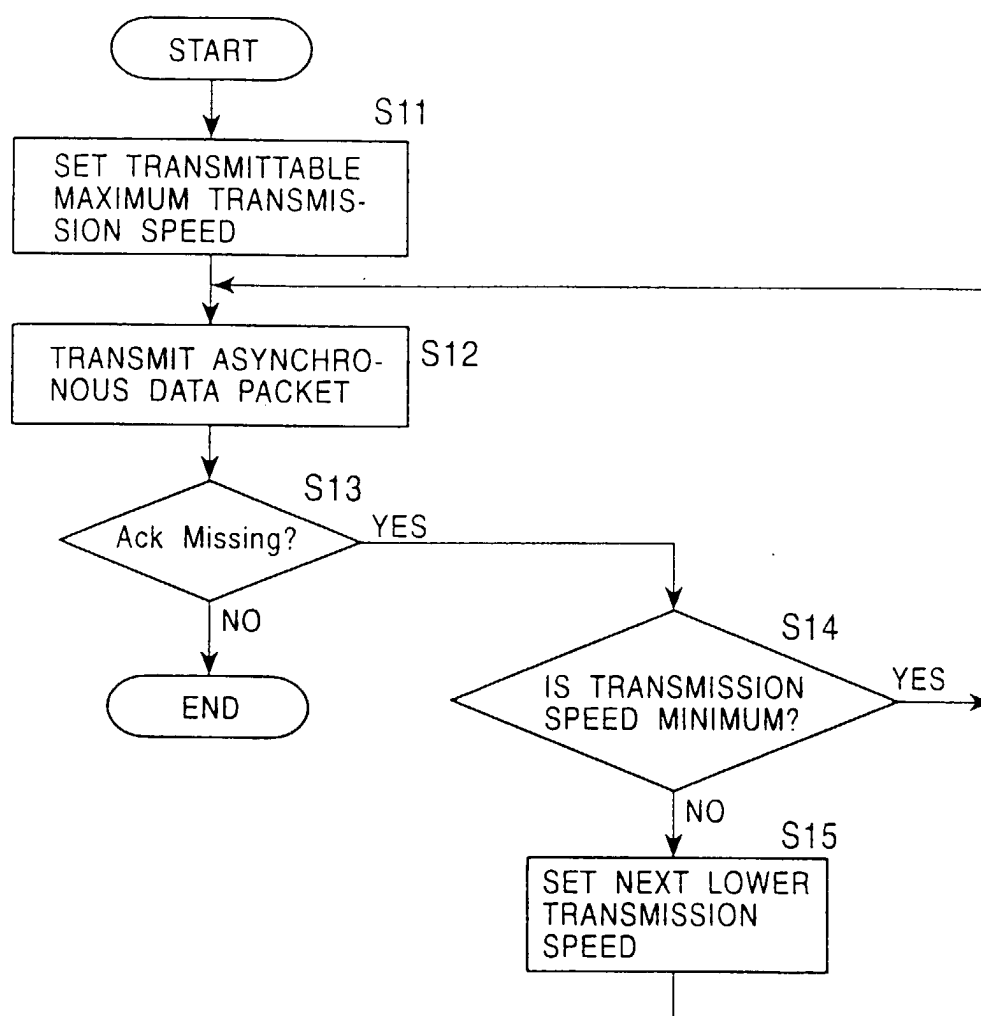 START
S11
SET TRANSMITTABLE
MAXIMUM TRANSMIS-
SION SPEED
TRANSMIT ASYNCHRO-
NOUS DATA PACKET
S12
S13
Ack Missing?
YES
NO
END
S14
IS TRANSMISSION
SPEED MINIMUM?
YES
NO
S15
SET NEXT LOWER
TRANSMISSION
SPEED